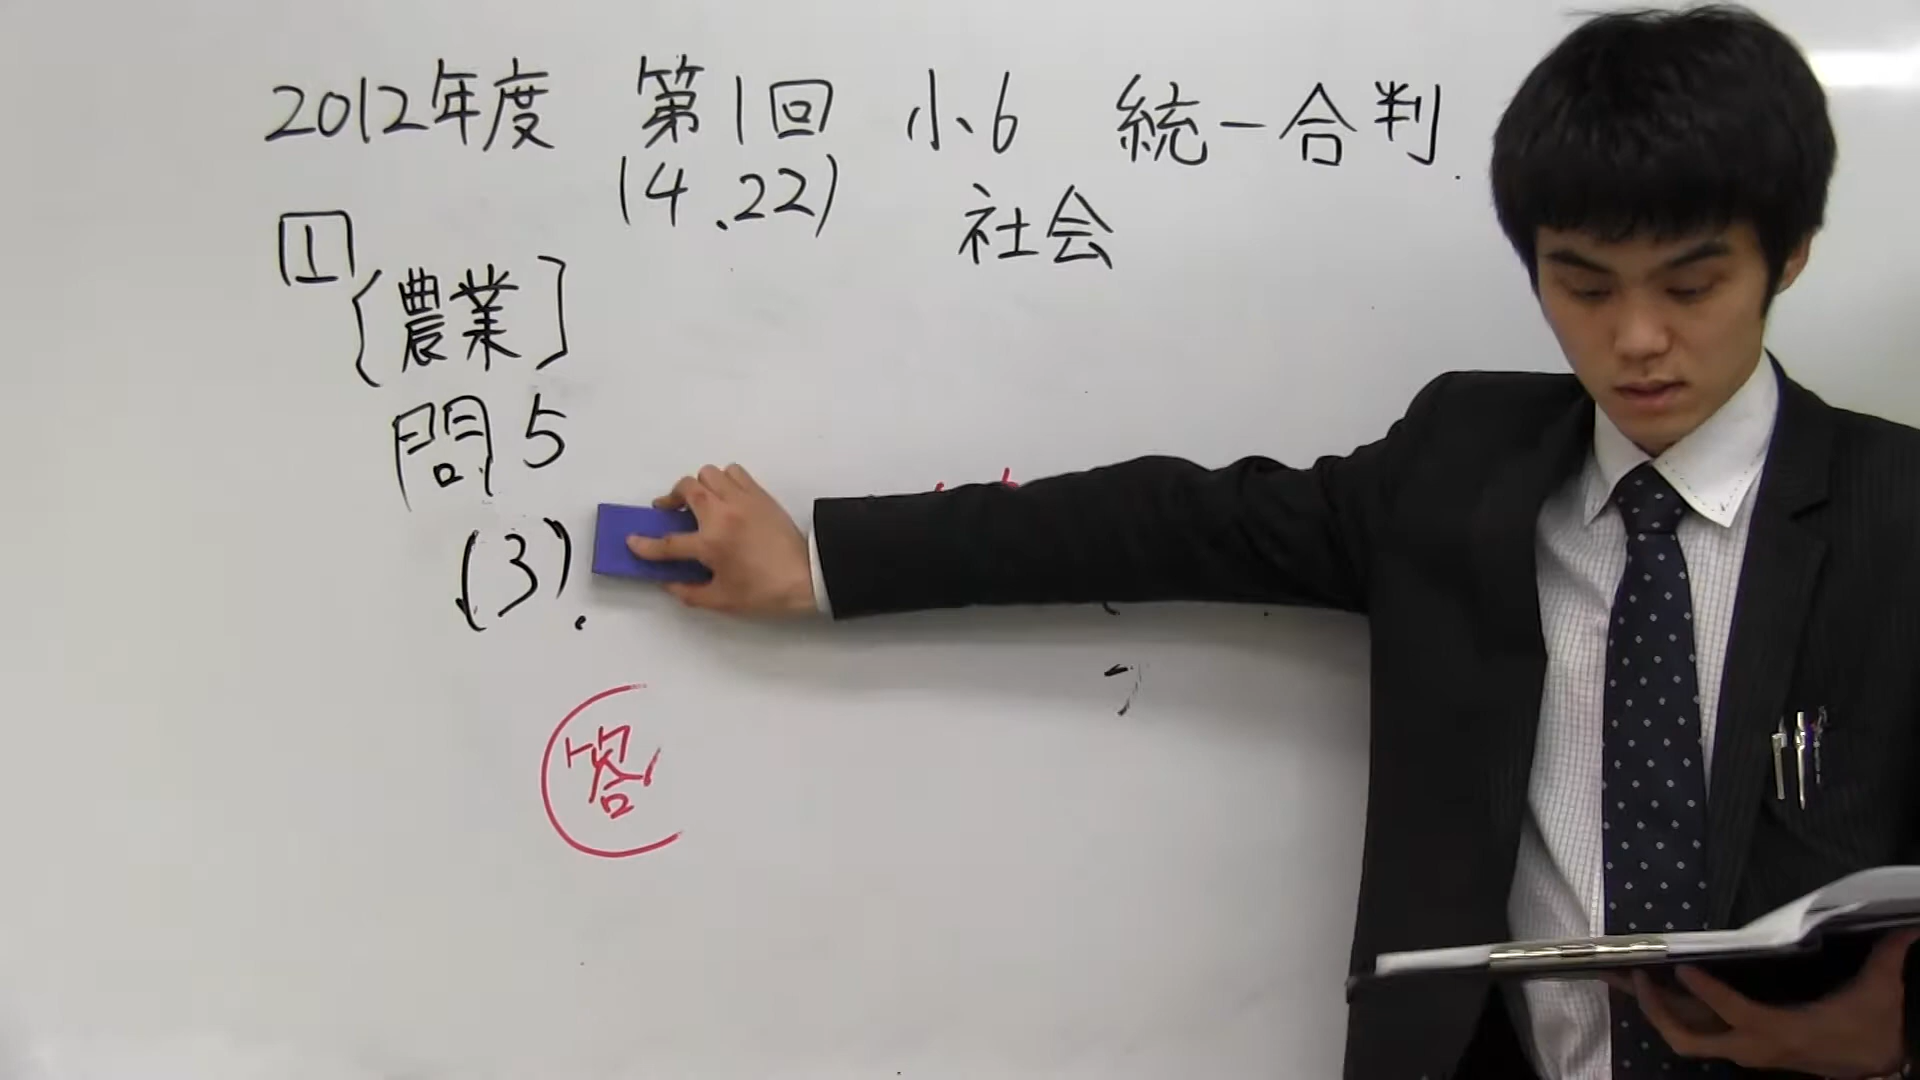 2012年度 第1回 小6 統一合判
(4.22) 社会
1
[農業]
問5
(3).
答